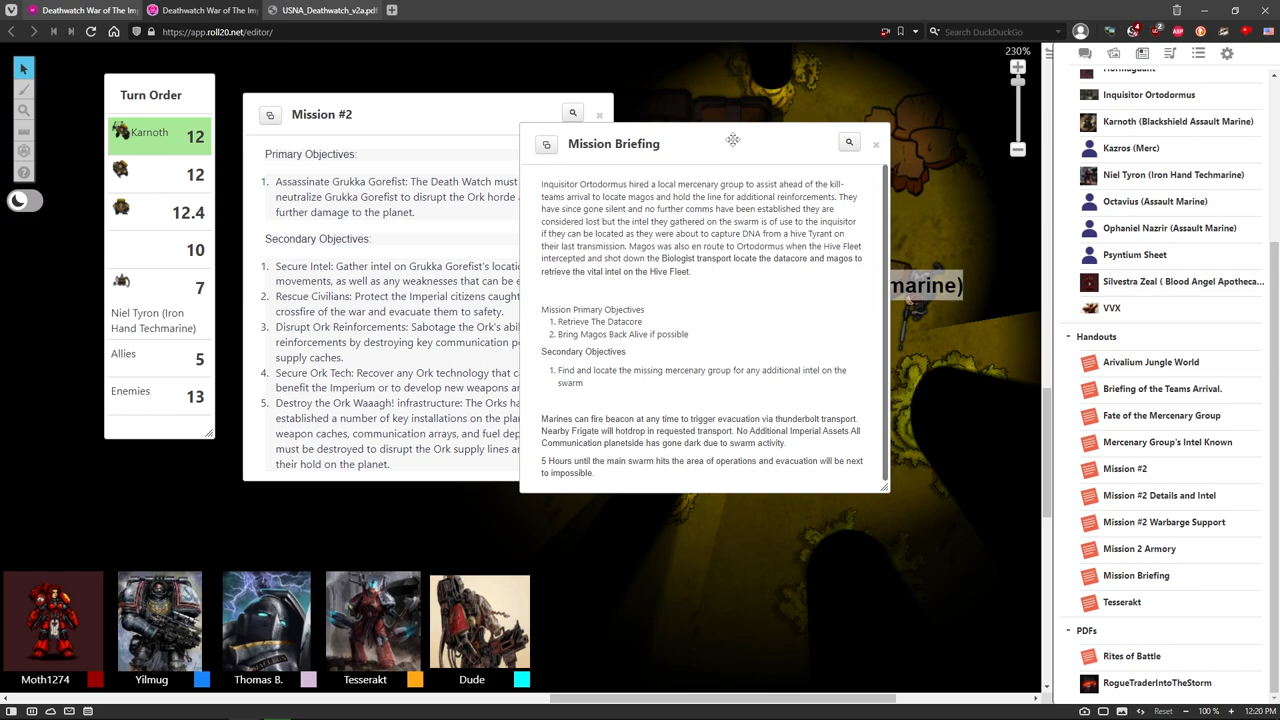 Deathwatch War of The Im
Deathwatch War of The Im
USNA_Deathwatch_v2a.pdf
https://app.roll20.net/editor/
Search DuckDuckGo
230%
Turn Order
Karnoth 12
12
12.4
10
7
Niel Tyron (Iron
Hand Techmarine)
Allies 5
Enemies 13
Mission #2
Primary Objectives:
1. Assassinate Grukka Gorefist: The Death Watch must
neutralize Grukka Gorefist to disrupt the Ork horde
further damage to the planet.
Secondary Objectives:
1. Secure Intel: Gather intel on Grukka Gorefist's locati
movements, as well as any weaknesses that can be e
2. Rescue Civilians: Protect the Imperial citizens caught
crossfire of the war and evacuate them to safety.
3. Disrupt Ork Reinforcements: Sabotage the Ork's abi
reinforcements by destroying key communication p
supply caches.
4. Secure Ork Tech: Recover any Ork technology that c
benefit the Imperium or to develop new weapons an
5. Destroy the Ork Waaagh! infrastructure: The Orks ha
established a number of key installations on the plan
weapon caches, communication arrays, and fuel dep
must be destroyed to disrupt the Ork supply lines an
their hold on the planet.
Mission Briefing
Inquisitor Ortodormus hired a local mercenary group to assist ahead of the kill-
teams arrival to locate magos and hold the line for additional reinforcements. They
have since gone silent and no further comms have been established they are
considered lost but the intel they gathered on the swarm is of use to the inquisitor
if they can be located as they were about to capture DNA from a hive Tyrant on
their last transmission. Magos was also en route to Ortodormus when the Hive Fleet
intercepted and shot down the Biologist transport locate the datacore and magos to
retrieve the vital intel on the Hive Fleet.
Mission Primary Objectives
1. Retrieve The Datacore
2. Bring Magos Back Alive if possible
Secondary Objectives
1. Find and locate the missing mercenary group for any additional intel on the
swarm
Marines can fire beacon at any time to trigger evacuation via thunderbolt transport.
Nearby Frigate will hotdrop in requested transport. No Additional Imperial Assets All
Communication planetside has gone dark due to swarm activity.
5 Hours until the main swarm hits the area of operations and evacuation will be next
to impossible.
marine)
Moth1274
Yilmug
Thomas B.
Tesserakt
Dude
Hormagaunt
Inquisitor Ortodormus
Karnoth (Blackshield Assault Marine)
Kazros (Merc)
Niel Tyron (Iron Hand Techmarine)
Octavius (Assault Marine)
Ophaniel Nazrir (Assault Marine)
Psyntium Sheet
Silvestra Zeal ( Blood Angel Apotheca...
VVX
Handouts
Arivalium Jungle World
Briefing of the Teams Arrival.
Fate of the Mercenary Group
Mercenary Group's Intel Known
Mission #2
Mission #2 Details and Intel
Mission #2 Warbarge Support
Mission 2 Armory
Mission Briefing
Tesserakt
PDFs
Rites of Battle
RogueTraderIntoTheStorm
Reset
100 %
12:20 PM